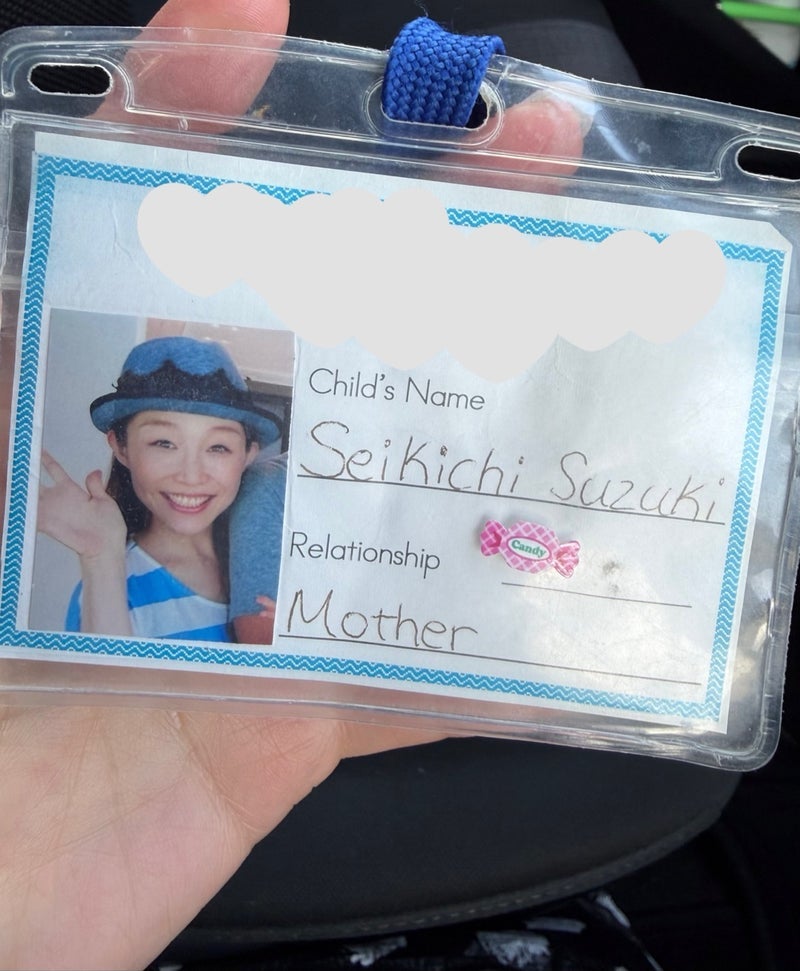 Child's Name
Seikichi Suzuki
Relationship
Candy
Mother